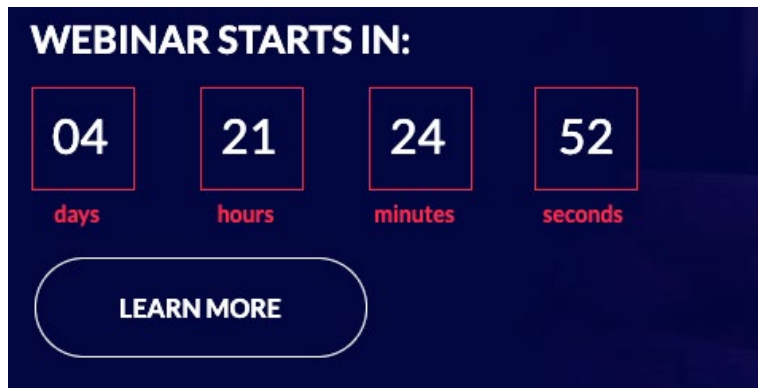 WEBINAR STARTS IN:
04 21 24 52
days hours minutes seconds
LEARN MORE